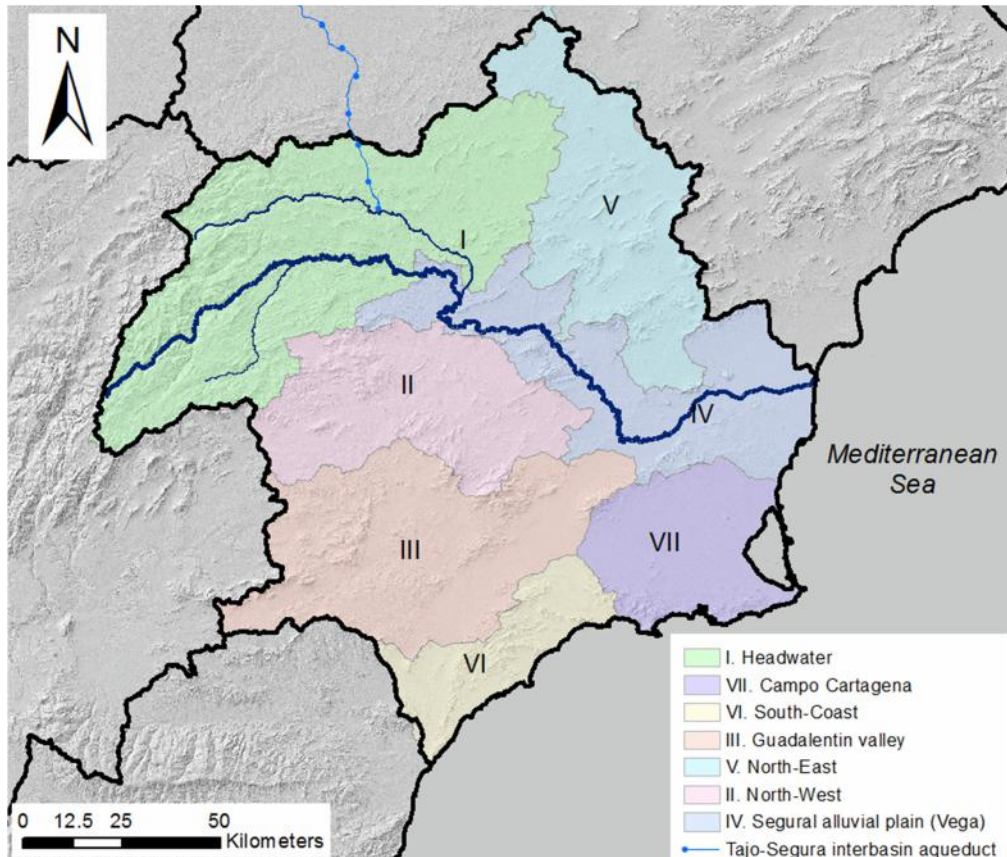 N
V
I
II
IV
Mediterranean
Sea
III
VII
VI
I. Headwater
VII. Campo Cartagena
VI. South-Coast
III. Guadalentin valley
V. North-East
II. North-West
IV. Segural alluvial plain (Vega)
Tajo-Segura interbasin aqueduct
0 12.5 25 50
Kilometers